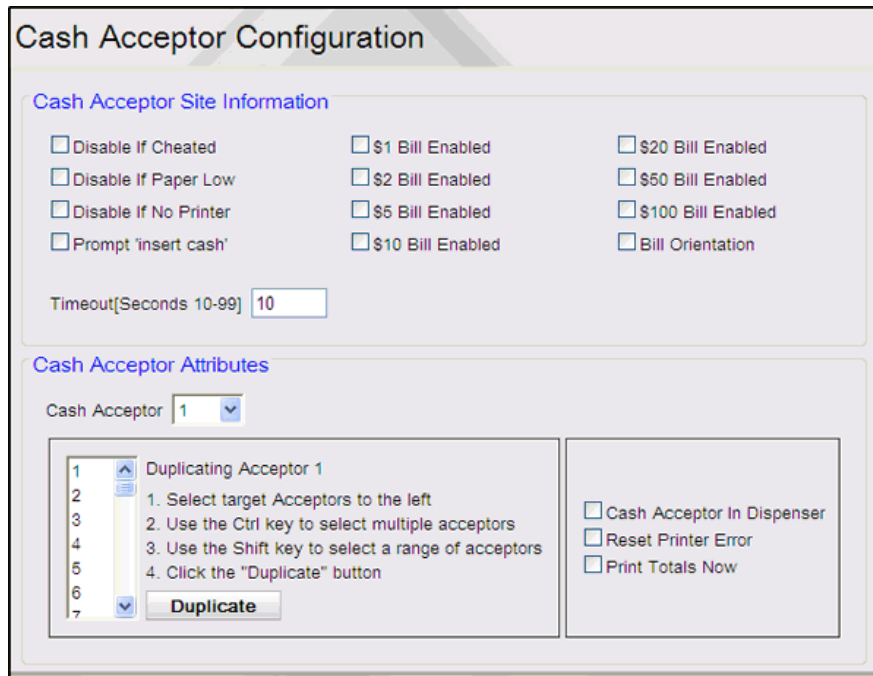 Cash Acceptor Configuration
Cash Acceptor Site Information
Disable If Cheated
$1 Bill Enabled
$20 Bill Enabled
Disable If Paper Low
$2 Bill Enabled
$50 Bill Enabled
Disable If No Printer
$5 Bill Enabled
$100 Bill Enabled
Prompt 'insert cash'
$10 Bill Enabled
Bill Orientation
Timeout[Seconds 10-99] 10
Cash Acceptor Attributes
Cash Acceptor 1
1
2
3
4
5
6
7
Duplicating Acceptor 1
1. Select target Acceptors to the left
2. Use the Ctrl key to select multiple acceptors
3. Use the Shift key to select a range of acceptors
4. Click the "Duplicate" button
Duplicate
Cash Acceptor In Dispenser
Reset Printer Error
Print Totals Now